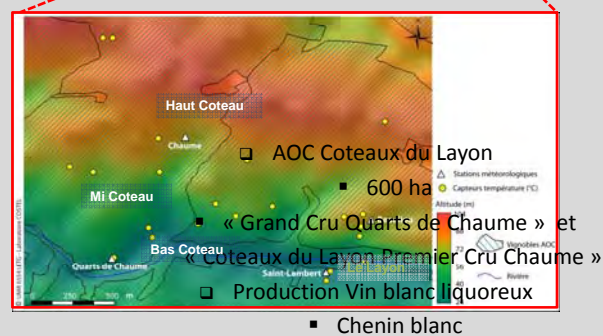 Haut Coteau
Chaume
❑ AOC Coteaux du Layon
△ Stations météorologiques
Capteurs température (°C)
▪ 600 ha
Altitude (m)
Mi Coteau
▪ « Grand Cru Quarts de Chaume » et
Vignobles AOC
72
Bas Coteau
« Coteaux du Layon Premier Cru Chaume »
56
Quarts de Chaume
Saint-Lambert
Le Layon
Rivière
❑ Production Vin blanc liquoreux
▪ Chenin blanc